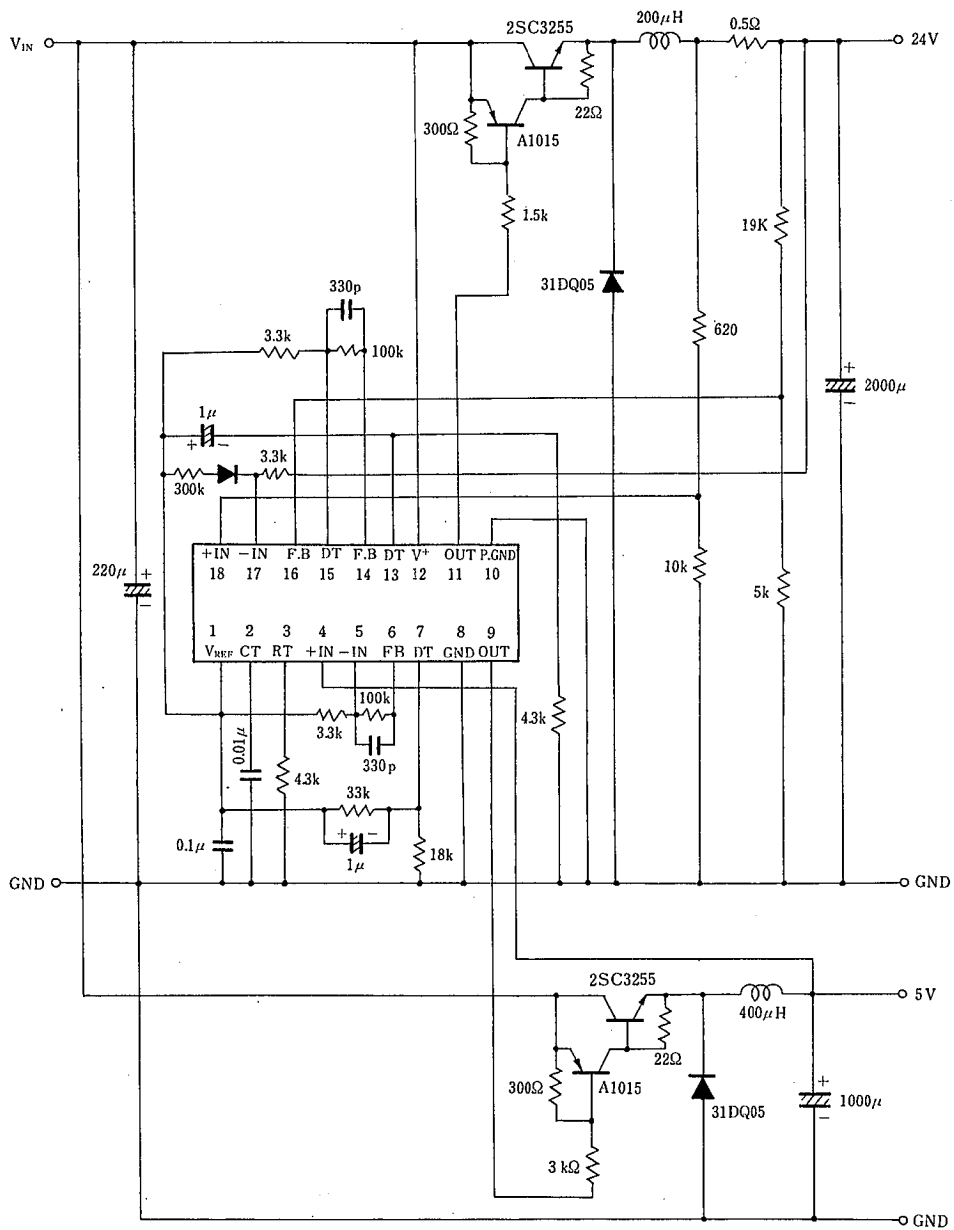 2SC3255
200μH
0.5Ω
V_IN
24V
22Ω
300Ω
A1015
1.5k
19K
31DQ05
330p
620
3.3k
100k
+
2000μ
−
1μ
+ −
3.3k
300k
+IN −IN F.B DT F.B DT V+ OUT P.GND
18 17 16 15 14 13 12 11 10
10k
220μ
+
−
5k
1 2 3 4 5 6 7 8 9
V_REF CT RT +IN −IN FB DT GND OUT
100k
3.3k
4.3k
330p
0.01μ
4.3k
33k
+ −
0.1μ
1μ
18k
GND
GND
2SC3255
5V
400μH
22Ω
300Ω
A1015
+
1000μ
31DQ05
−
3 kΩ
GND